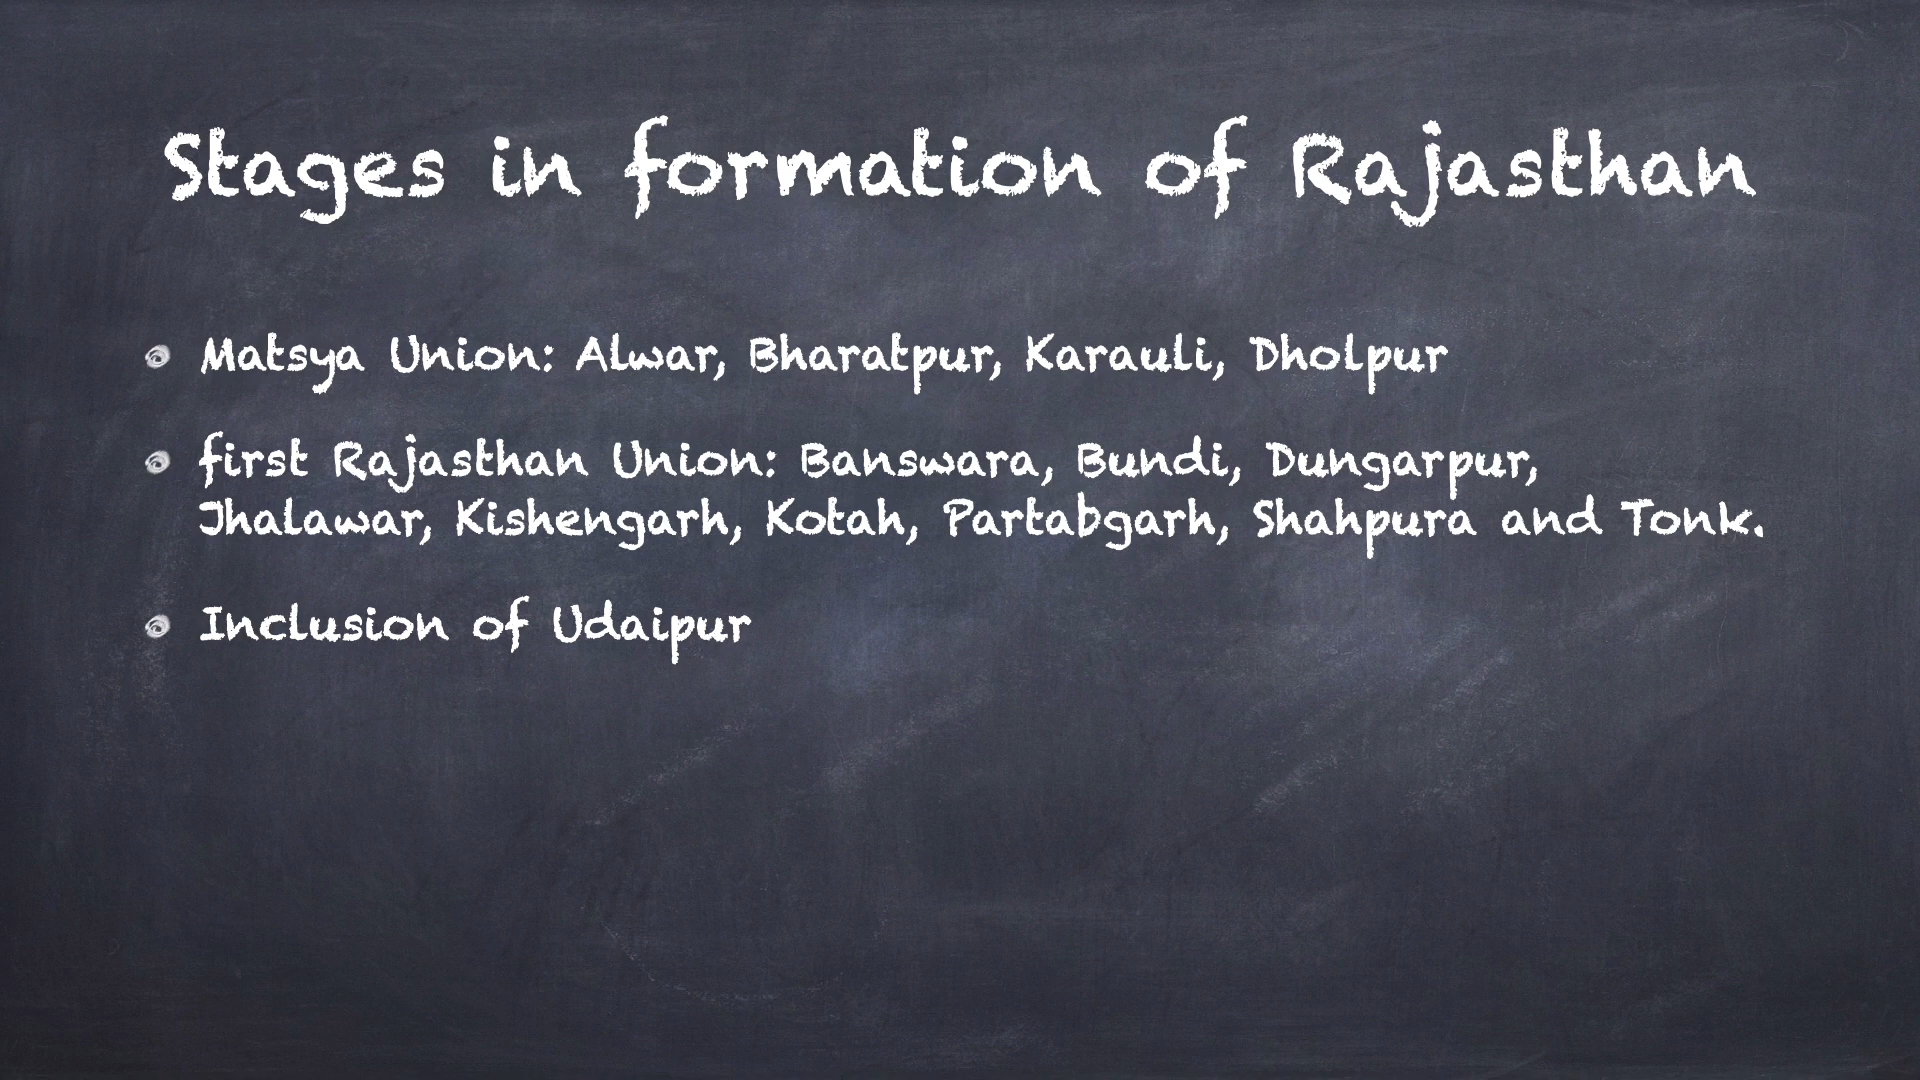 Stages in formation of Rajasthan
Matsya Union: Alwar, Bharatpur, Karauli, Dholpur
first Rajasthan Union: Banswara, Bundi, Dungarpur,
Jhalawar, Kishengarh, Kotah, Partabgarh, Shahpura and Tonk.
Inclusion of Udaipur